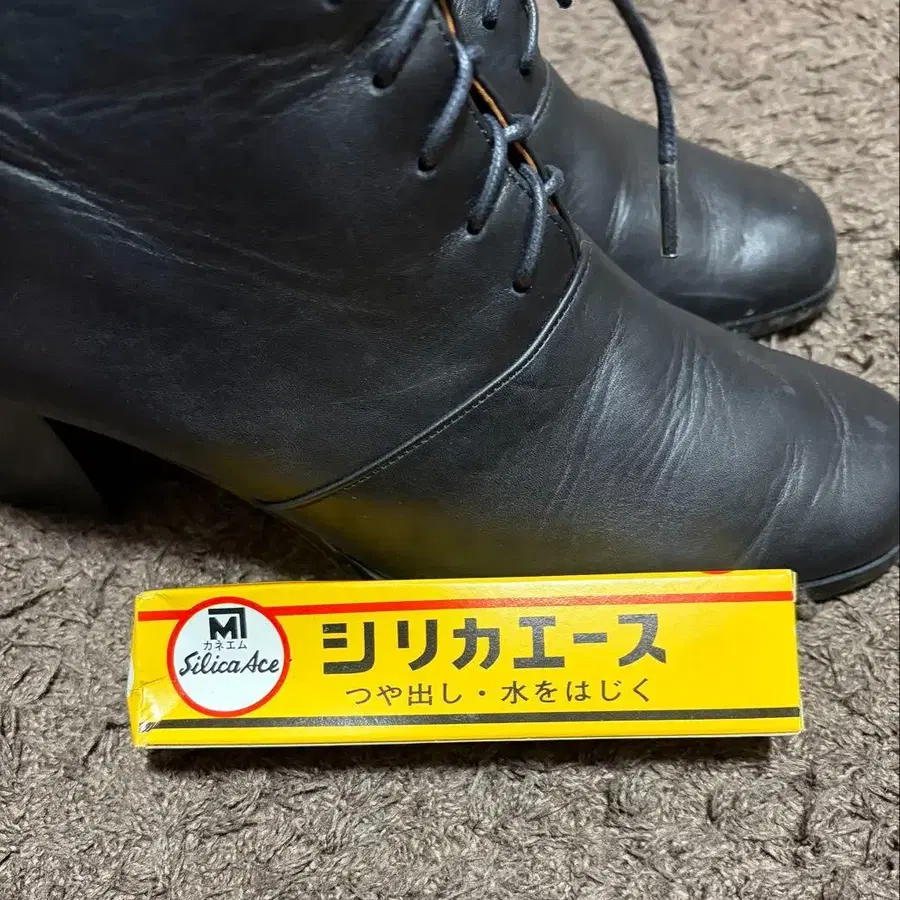 カネエム
Silica Ace
シリカエース
つや出し・水をはじく